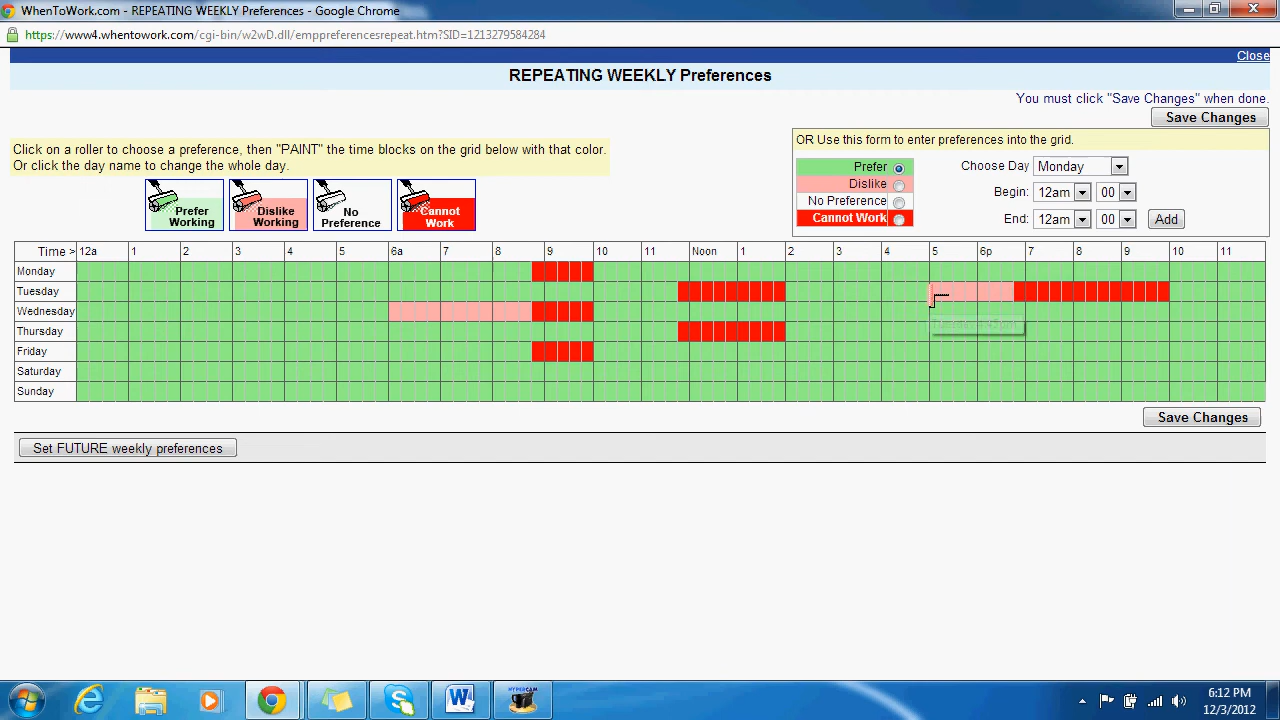 WhenToWork.com - REPEATING WEEKLY Preferences - Google Chrome
https://www4.whentowork.com/cgi-bin/w2wD.dll/emppreferencesrepeat.htm?SID=1213279584284
Close
REPEATING WEEKLY Preferences
You must click "Save Changes" when done.
Save Changes
Click on a roller to choose a preference, then "PAINT" the time blocks on the grid below with that color.
Or click the day name to change the whole day.
Prefer Working
Dislike Working
No Preference
Cannot Work
OR Use this form to enter preferences into the grid.
Prefer
Dislike
No Preference
Cannot Work
Choose Day Monday
Begin: 12am 00
End: 12am 00 Add
Time > 12a 1 2 3 4 5 6a 7 8 9 10 11 Noon 1 2 3 4 5 6p 7 8 9 10 11
Monday
Tuesday
Wednesday
Tuesday 4:45pm
Thursday
Friday
Saturday
Sunday
Save Changes
Set FUTURE weekly preferences
W
HYPERCAM
6:12 PM
12/3/2012